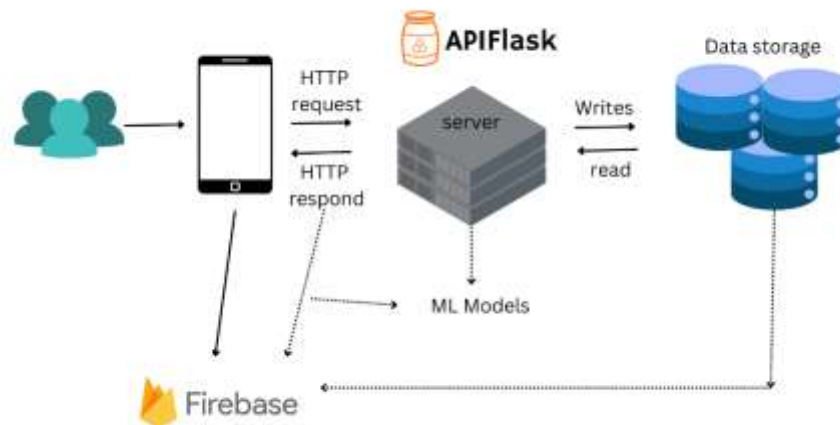 APIFlask
Data storage
HTTP
request
server
Writes
HTTP
respond
read
ML Models
Firebase